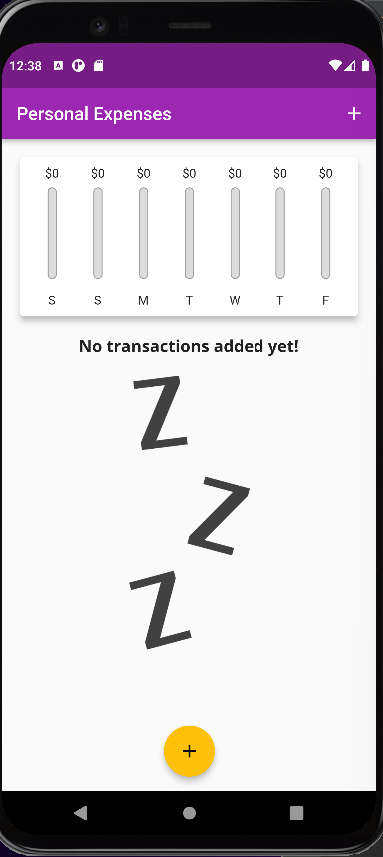 12:38
Personal Expenses +
$0 $0 $0 $0 $0 $0 $0
S S M T W T F
No transactions added yet!
Z
Z
Z
+